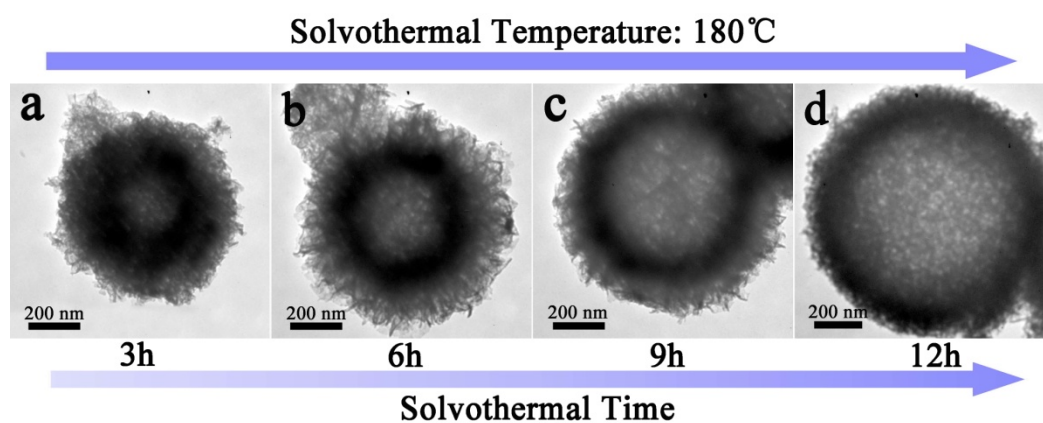 Solvothermal Temperature: 180℃
a
b
c
d
200 nm
200 nm
200 nm
200 nm
3h
6h
9h
12h
Solvothermal Time